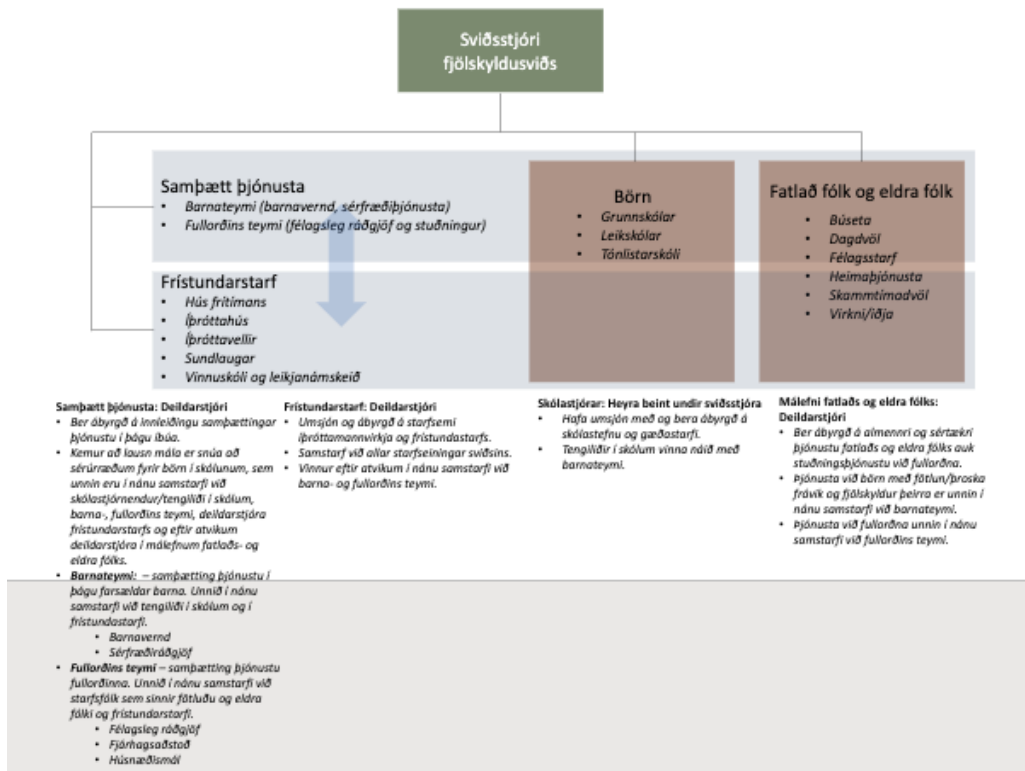 Sviðsstjóri
fjölskyldusviðs
Samþætt þjónusta
• Barnateymi (barnavernd, sérfræðiþjónusta)
• Fullorðins teymi (félagsleg ráðgjöf og stuðningur)
Frístundarstarf
• Hús frítímans
• Íþróttahús
• Íþróttavellir
• Sundlaugar
• Vinnuskóli og leikjanámskeið
Börn
• Grunnskólar
• Leikskólar
• Tónlistarskóli
Fatlað fólk og eldra fólk
• Búseta
• Dagdvöl
• Félagsstarf
• Heimaþjónusta
• Skammtímadvöl
• Virkni/iðja
Samþætt þjónusta: Deildarstjóri
• Ber ábyrgð á innleiðingu samþættingar
þjónustu í þágu íbúa.
• Kemur að lausn mála er snúa að
sérúrræðum fyrir börn í skólunum, sem
unnin eru í nánu samstarfi við
skólastjórnendur/tengiliði í skólum,
barna-, fullorðins teymi, deildarstjóra
frístundarstarfs og eftir atvikum
deildarstjóra í málefnum fatlaðs- og
eldra fólks.
• Barnateymi: – samþætting þjónustu í
þágu farsældar barna. Unnið í nánu
samstarfi við tengiliði í skólum og í
frístundastarfi.
• Barnavernd
• Sérfræðiráðgjöf
• Fullorðins teymi – samþætting þjónustu
fullorðinna. Unnið í nánu samstarfi við
starfsfólk sem sinnir fötluðu og eldra
fólki og frístundarstarfi.
• Félagsleg ráðgjöf
• Fjárhagsaðstoð
• Húsnæðismál
Frístundarstarf: Deildarstjóri
• Umsjón og ábyrgð á starfsemi
íþróttamannvirkja og frístundastarfs.
• Samstarf við allar starfseiningar sviðsins.
• Vinnur eftir atvikum í nánu samstarfi við
barna- og fullorðins teymi.
Skólastjórar: Heyra beint undir sviðsstjóra
• Hafa umsjón með og bera ábyrgð á
skólastefnu og gæðastarfi.
• Tengiliðir í skólum vinna náið með
barnateymi.
Málefni fatlaðs og eldra fólks:
Deildarstjóri
• Ber ábyrgð á almennri og sértækri
þjónustu fatlaðs og eldra fólks auk
stuðningsþjónustu við fullorðna.
• Þjónusta við börn með fötlun/þroska
frávik og fjölskyldur þeirra er unnin í
nánu samstarfi við barnateymi.
• Þjónusta við fullorðna unnin í nánu
samstarfi við fullorðins teymi.